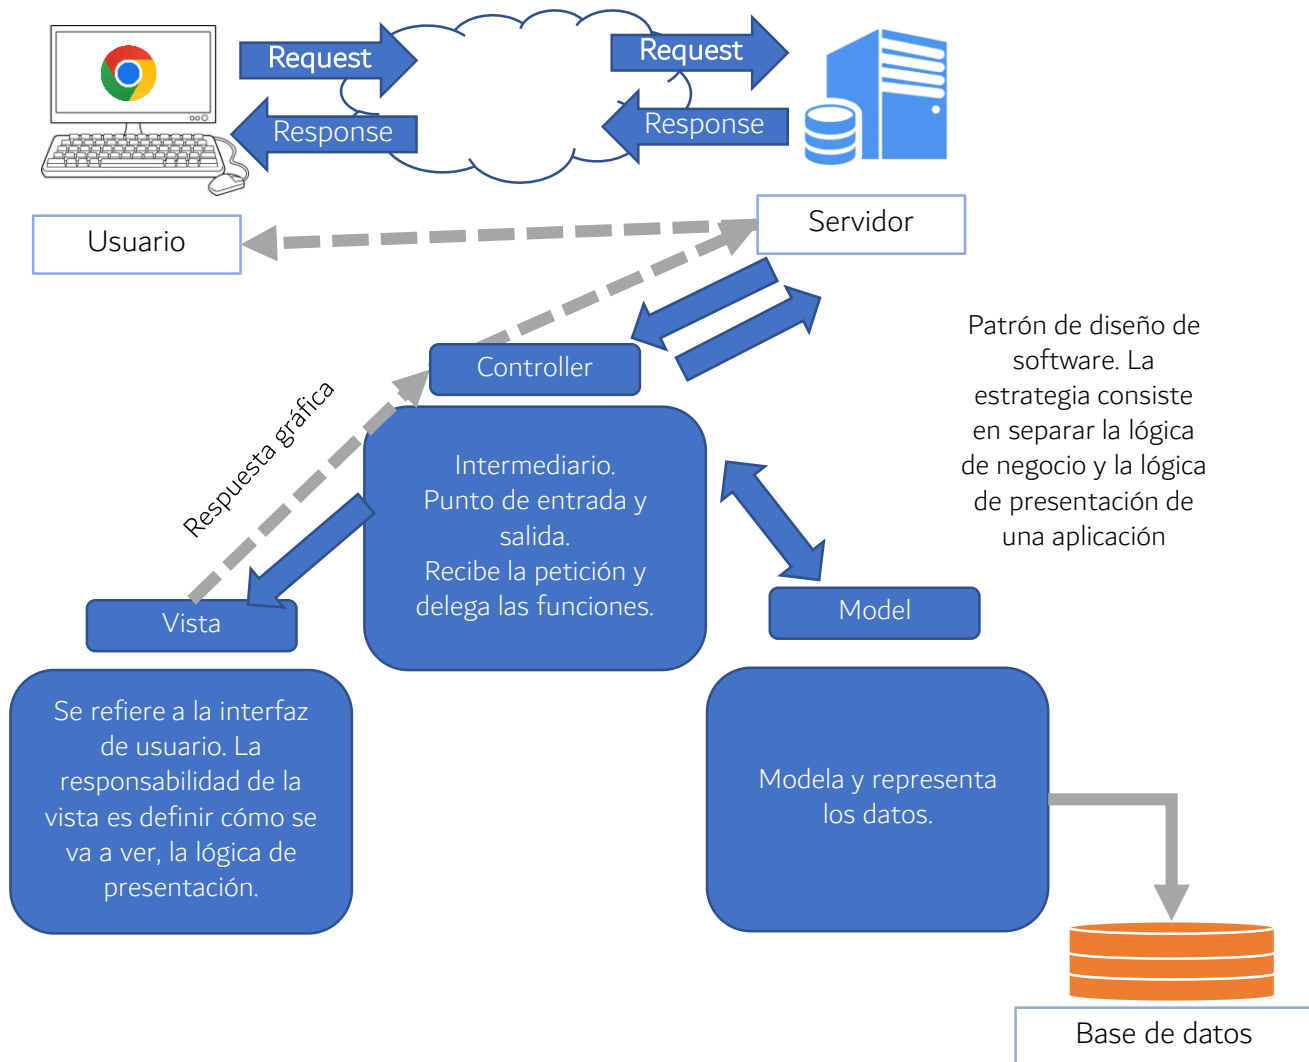 Request
Request
Response
Response
Usuario
Servidor
Controller
Patrón de diseño de
software. La
estrategia consiste
en separar la lógica
de negocio y la lógica
de presentación de
una aplicación
Respuesta gráfica
Intermediario.
Punto de entrada y
salida.
Recibe la petición y
delega las funciones.
Vista
Model
Se refiere a la interfaz
de usuario. La
responsabilidad de la
vista es definir cómo se
va a ver, la lógica de
presentación.
Modela y representa
los datos.
Base de datos